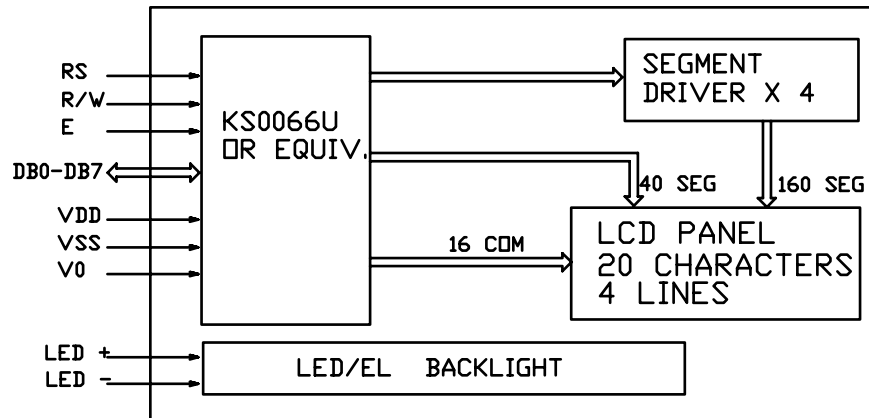 RS
R/W
E
DB0-DB7
VDD
VSS
V0
LED +
LED -
KS0066U
OR EQUIV.
SEGMENT
DRIVER X 4
40 SEG
160 SEG
16 COM
LCD PANEL
20 CHARACTERS
4 LINES
LED/EL BACKLIGHT